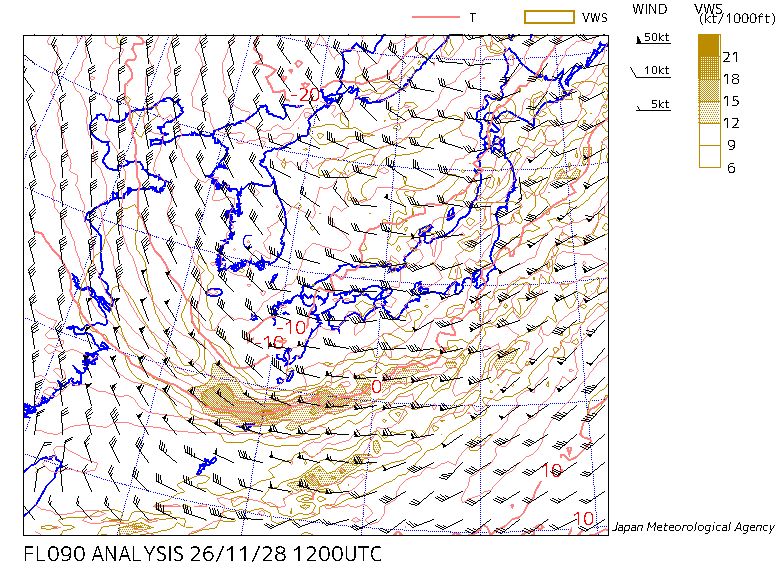 T
VWS
WIND
VWS
(kt/1000ft)
50kt
10kt
5kt
21
18
15
12
9
6
-20
-10
-10
0
10
10
Japan Meteorological Agency
FL090 ANALYSIS 26/11/28 1200UTC